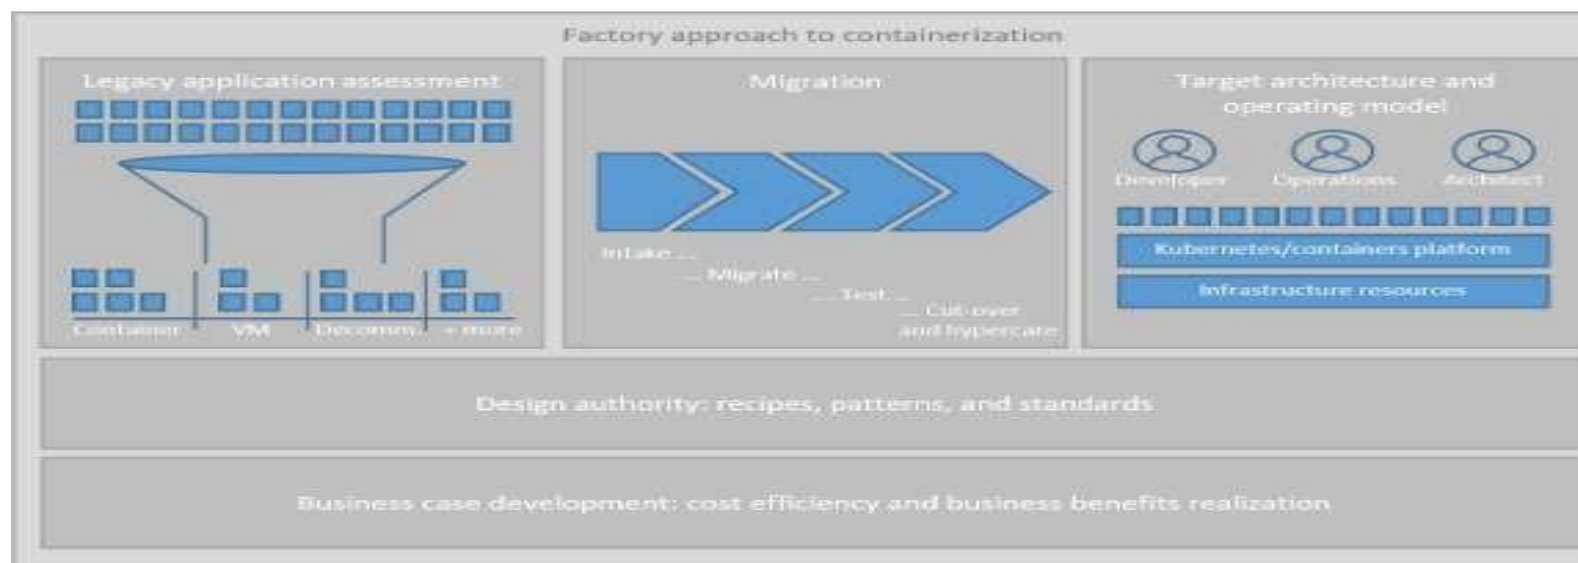 Factory approach to containerization
Legacy application assessment
Container
VM
Decomm.
+ more
Migration
Intake ...
... Migrate ...
... Test ...
... Cut-over
and hypercare
Target architecture and
operating model
Developer
Operations
Architect
Kubernetes/containers platform
Infrastructure resources
Design authority: recipes, patterns, and standards
Business case development: cost efficiency and business benefits realization